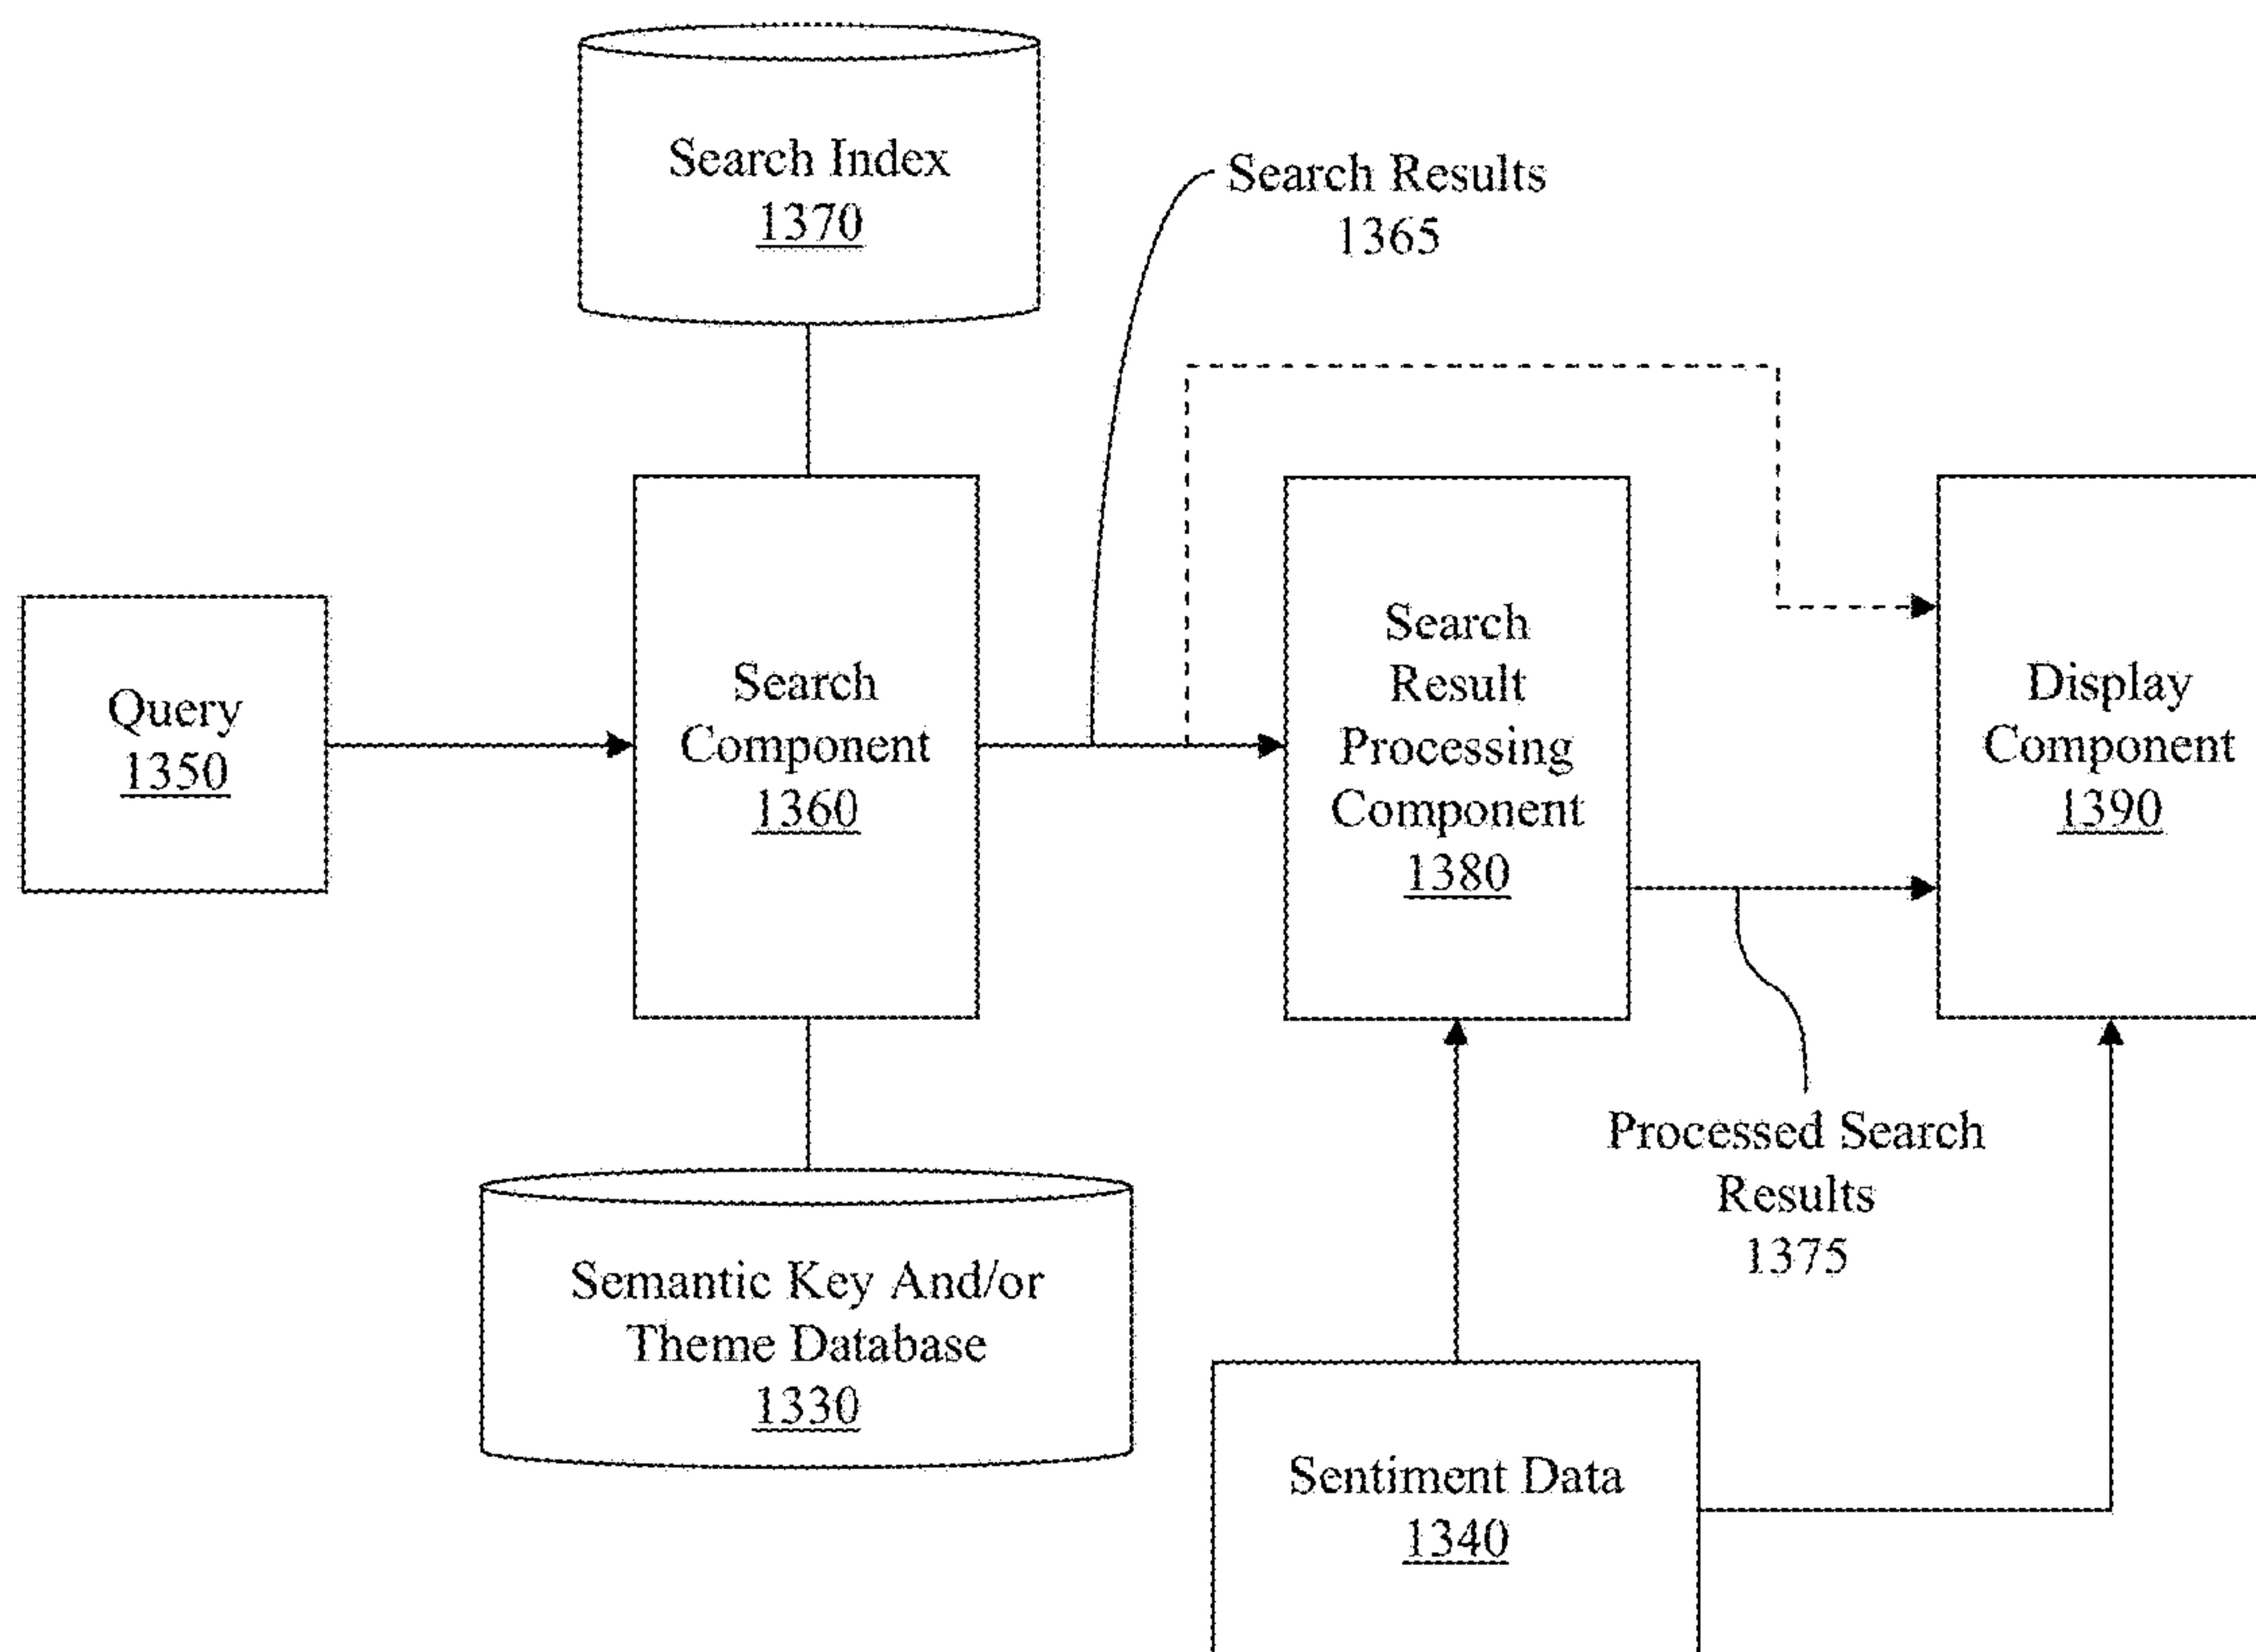 Search Index
1370
Search Results
1365
Query
1350
Search
Component
1360
Search
Result
Processing
Component
1380
Display
Component
1390
Processed Search
Results
1375
Semantic Key And/or
Theme Database
1330
Sentiment Data
1340